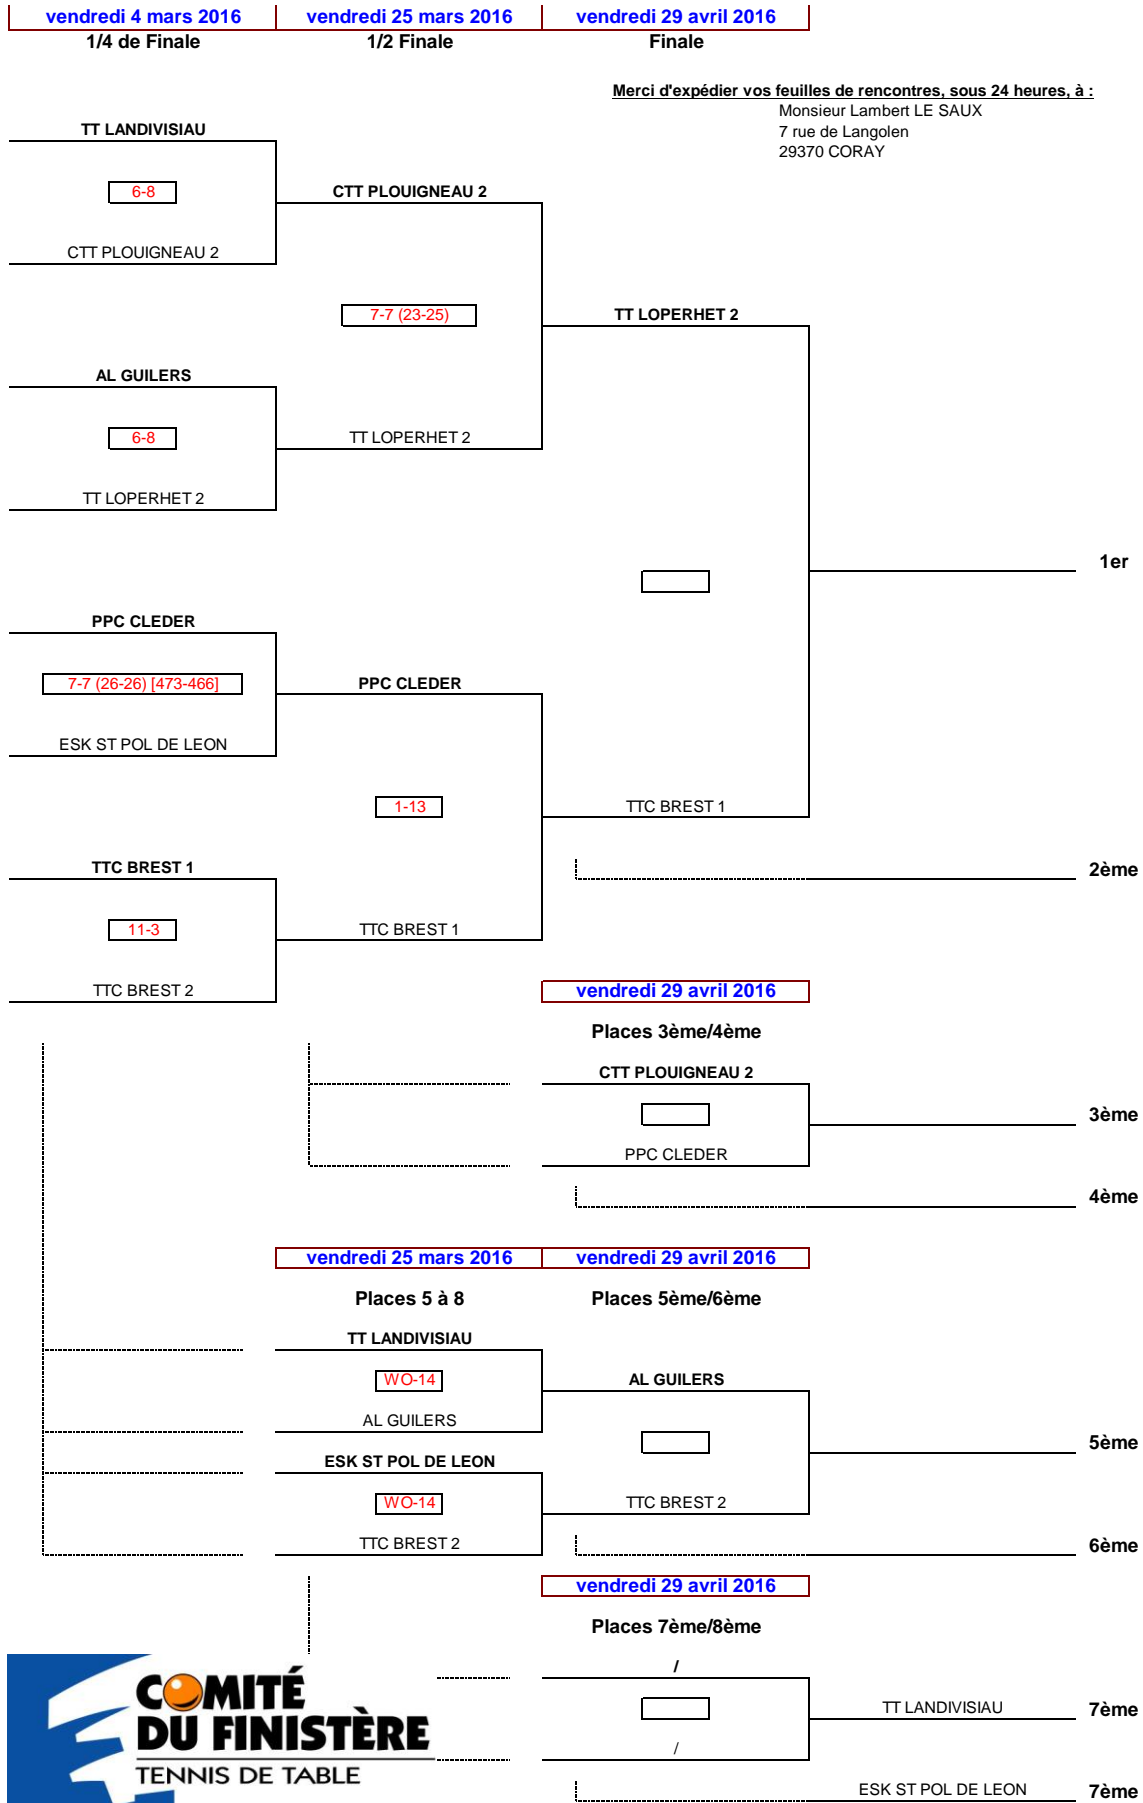 vendredi 4 mars 2016 vendredi 25 mars 2016 vendredi 29 avril 2016
1/4 de Finale 1/2 Finale Finale
Merci d'expédier vos feuilles de rencontres, sous 24 heures, à :
Monsieur Lambert LE SAUX
7 rue de Langolen
29370 CORAY
TT LANDIVISIAU
6-8 CTT PLOUIGNEAU 2
CTT PLOUIGNEAU 2
7-7 (23-25) TT LOPERHET 2
AL GUILERS
6-8 TT LOPERHET 2
TT LOPERHET 2
1er
PPC CLEDER
7-7 (26-26) [473-466] PPC CLEDER
ESK ST POL DE LEON
1-13 TTC BREST 1
TTC BREST 1 2ème
11-3 TTC BREST 1
TTC BREST 2 vendredi 29 avril 2016
Places 3ème/4ème
CTT PLOUIGNEAU 2
3ème
PPC CLEDER
4ème
vendredi 25 mars 2016 vendredi 29 avril 2016
Places 5 à 8 Places 5ème/6ème
TT LANDIVISIAU
WO-14 AL GUILERS
AL GUILERS
5ème
ESK ST POL DE LEON
WO-14 TTC BREST 2
TTC BREST 2 6ème
vendredi 29 avril 2016
Places 7ème/8ème
/
TT LANDIVISIAU 7ème
/
ESK ST POL DE LEON 7ème
COMITÉ
DU FINISTÈRE
TENNIS DE TABLE